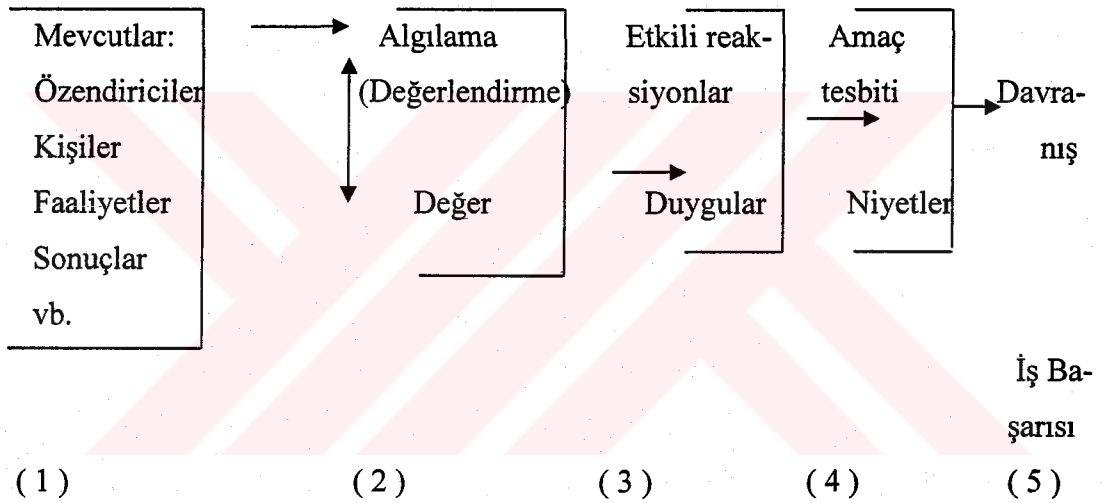 Mevcutlar:
Özendiriciler
Kişiler
Faaliyetler
Sonuçlar
vb.
Algılama
(Değerlendirme)
Değer
Etkili reak-
siyonlar
Duygular
Amaç
tesbiti
Niyetler
Davra-
nış
İş Ba-
şarısı
( 1 ) ( 2 ) ( 3 ) ( 4 ) ( 5 )